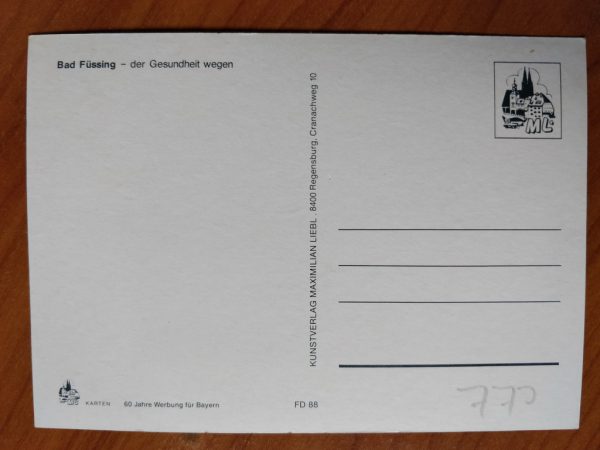 Bad Füssing – der Gesundheit wegen
KUNSTVERLAG MAXIMILIAN LIEBL . 8400 Regensburg, Cranachweg 10
ML
KARTEN 60 Jahre Werbung für Bayern FD 88